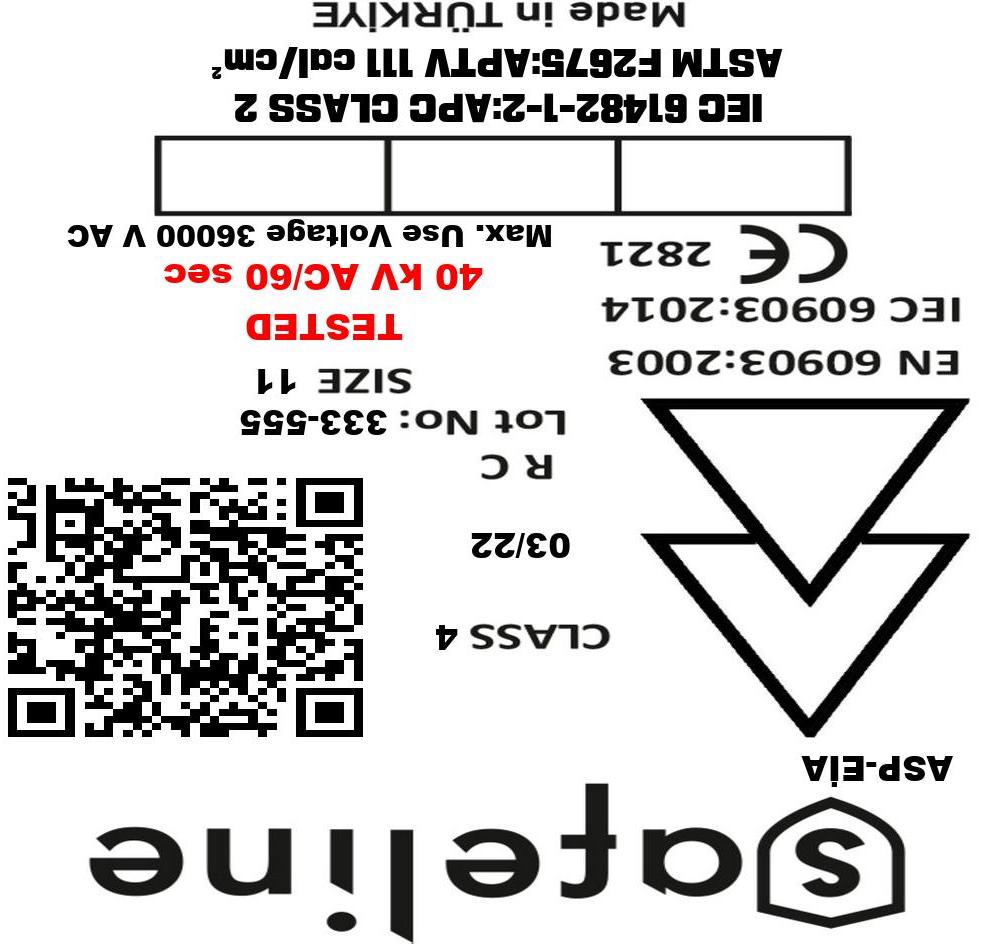 Safeline
ASP-EiA
CLASS 4
03/22
R C
Lot No: 333-555
SIZE 11
TESTED
40 kV AC/60 sec
Max. Use Voltage 36000 V AC
EN 60903:2003
IEC 60903:2014
CE 2821
IEC 61482-1-2:APC CLASS 2
ASTM F2675:APTV 111 cal/cm²
Made in TÜRKİYE